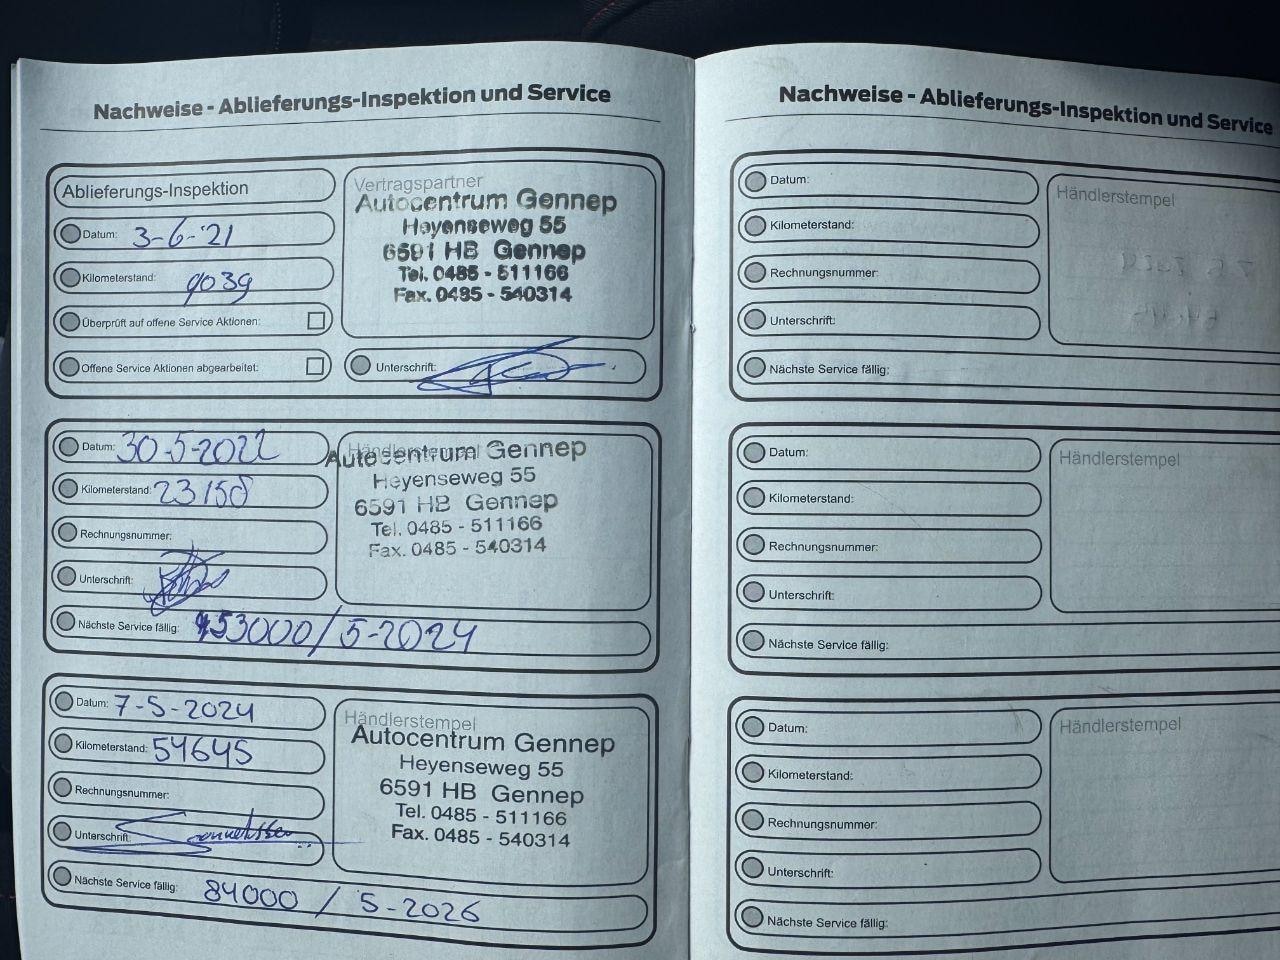 Nachweise - Ablieferungs-Inspektion und Service
Ablieferungs-Inspektion
Datum: 3-6-'21
Kilometerstand: 9039
Überprüft auf offene Service Aktionen:
Offene Service Aktionen abgearbeitet:
Vertragspartner
Autocentrum Gennep
Heyenseweg 55
6591 HB Gennep
Tel. 0485 - 511166
Fax. 0485 - 540314
Unterschrift:
Datum: 30-5-2022
Kilometerstand: 23158
Rechnungsnummer:
Unterschrift:
Nächste Service fällig: 53000/5-2024
Händlerstempel
Autocentrum Gennep
Heyenseweg 55
6591 HB Gennep
Tel. 0485 - 511166
Fax. 0485 - 540314
Datum: 7-5-2024
Kilometerstand: 54645
Rechnungsnummer:
Unterschrift:
Nächste Service fällig: 84000 / 5-2026
Händlerstempel
Autocentrum Gennep
Heyenseweg 55
6591 HB Gennep
Tel. 0485 - 511166
Fax. 0485 - 540314
Nachweise - Ablieferungs-Inspektion und Service
Datum:
Kilometerstand:
Rechnungsnummer:
Unterschrift:
Nächste Service fällig:
Händlerstempel
Datum:
Kilometerstand:
Rechnungsnummer:
Unterschrift:
Nächste Service fällig:
Händlerstempel
Datum:
Kilometerstand:
Rechnungsnummer:
Unterschrift:
Nächste Service fällig:
Händlerstempel